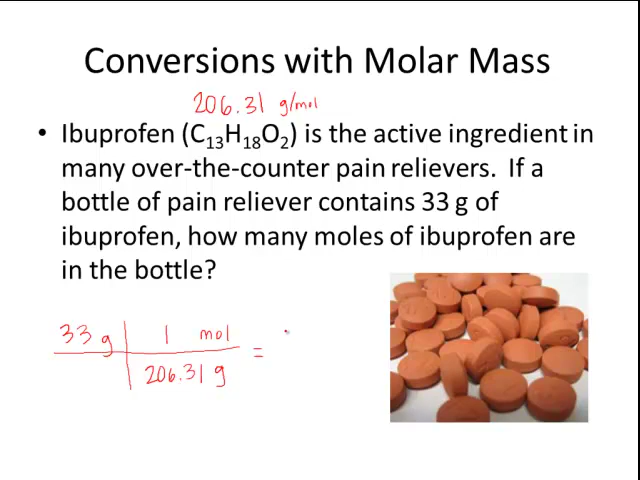 Conversions with Molar Mass
206.31 g/mol
• Ibuprofen (C₁₃H₁₈O₂) is the active ingredient in
many over-the-counter pain relievers. If a
bottle of pain reliever contains 33 g of
ibuprofen, how many moles of ibuprofen are
in the bottle?
33 g | 1 mol
=
206.31 g